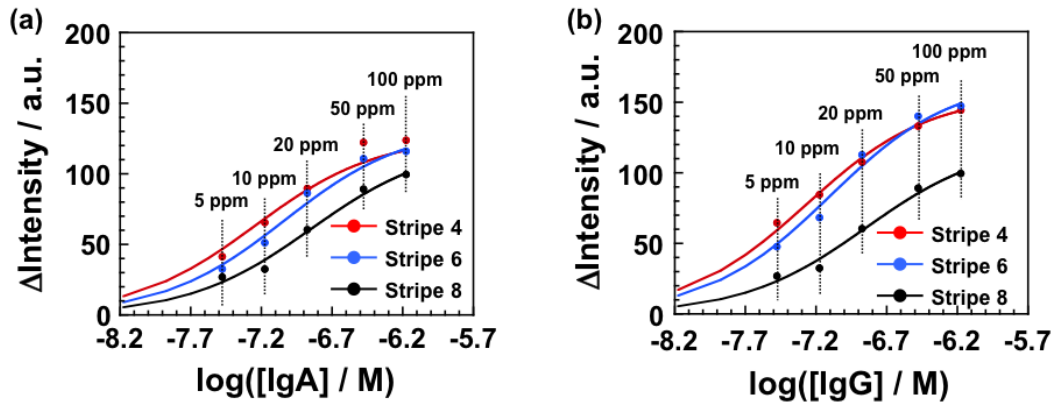 (a)
200
150
100
50
0
ΔIntensity / a.u.
5 ppm
10 ppm
20 ppm
50 ppm
100 ppm
Stripe 4
Stripe 6
Stripe 8
-8.2 -7.7 -7.2 -6.7 -6.2 -5.7
log([IgA] / M)
(b)
200
150
100
50
0
ΔIntensity / a.u.
5 ppm
10 ppm
20 ppm
50 ppm
100 ppm
Stripe 4
Stripe 6
Stripe 8
-8.2 -7.7 -7.2 -6.7 -6.2 -5.7
log([IgG] / M)